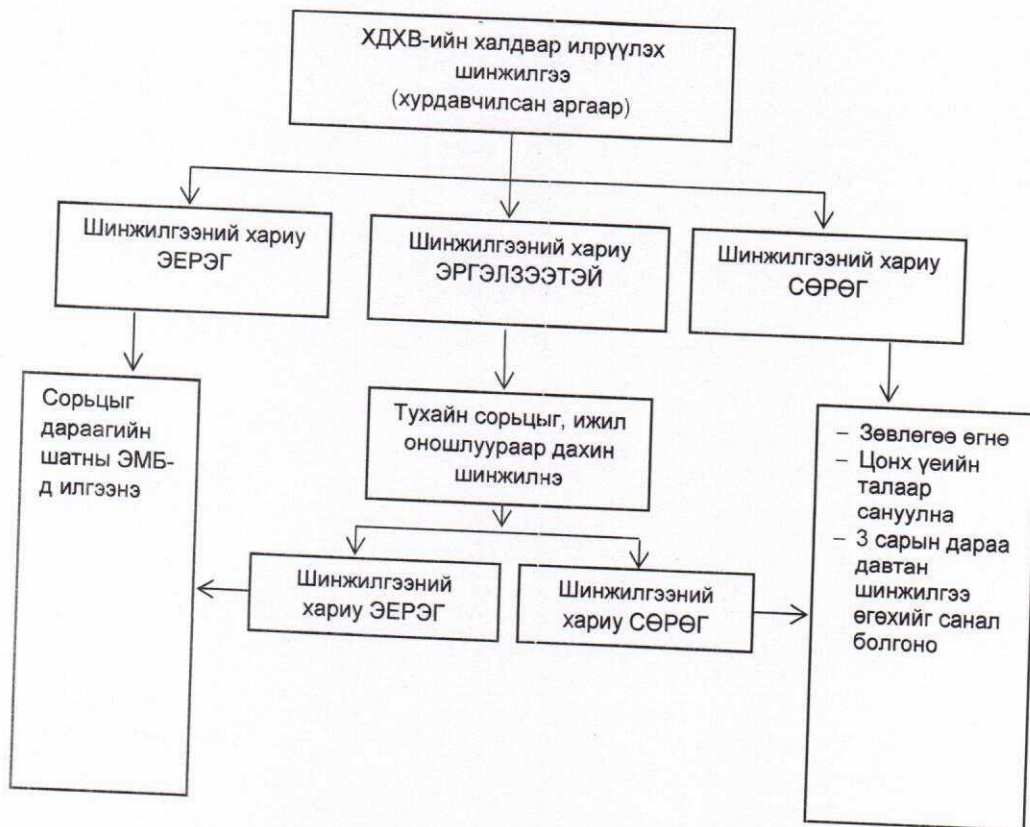 ХДХВ-ийн халдвар илрүүлэх
шинжилгээ
(хурдавчилсан аргаар)
Шинжилгээний хариу
ЭЕРЭГ
Шинжилгээний хариу
ЭРГЭЛЗЭЭТЭЙ
Шинжилгээний хариу
СӨРӨГ
Сорьцыг
дараагийн
шатны ЭМБ-
д илгээнэ
Тухайн сорьцыг, ижил
оношлуураар дахин
шинжилнэ
– Зөвлөгөө өгнө
– Цонх үеийн
талаар
сануулна
– 3 сарын дараа
давтан
шинжилгээ
өгөхийг санал
болгоно
Шинжилгээний
хариу ЭЕРЭГ
Шинжилгээний
хариу СӨРӨГ